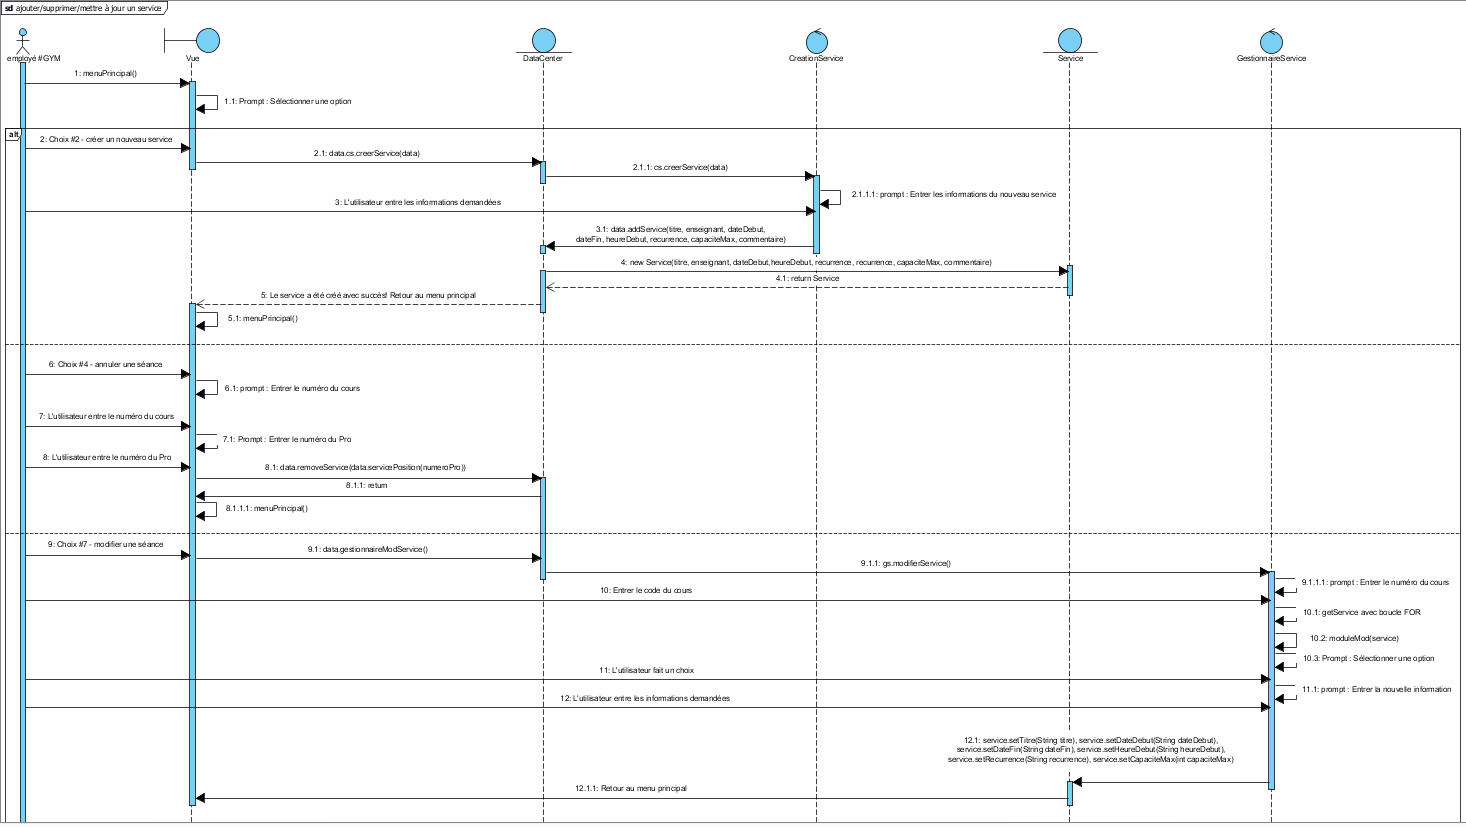 sd ajouter/supprimer/mettre à jour un service
employé #GYM
Vue
DataCenter
CreationService
Service
GestionnaireService
1: menuPrincipal()
1.1: Prompt : Sélectionner une option
alt
2: Choix #2 - créer un nouveau service
2.1: data.cs.creerService(data)
2.1.1: cs.creerService(data)
2.1.1.1: prompt : Entrer les informations du nouveau service
3: L'utilisateur entre les informations demandées
3.1: data.addService(titre, enseignant, dateDebut,
dateFin, heureDebut, recurrence, capaciteMax, commentaire)
4: new Service(titre, enseignant, dateDebut,heureDebut, recurrence, recurrence, capaciteMax, commentaire)
4.1: return Service
5: Le service a été créé avec succès! Retour au menu principal
5.1: menuPrincipal()
6: Choix #4 - annuler une séance
6.1: prompt : Entrer le numéro du cours
7: L'utilisateur entre le numéro du cours
7.1: Prompt : Entrer le numéro du Pro
8: L'utilisateur entre le numéro du Pro
8.1: data.removeService(data.servicePosition(numeroPro))
8.1.1: return
8.1.1.1: menuPrincipal()
9: Choix #7 - modifier une séance
9.1: data.gestionnaireModService()
9.1.1: gs.modifierService()
9.1.1.1: prompt : Entrer le numéro du cours
10: Entrer le code du cours
10.1: getService avec boucle FOR
10.2: moduleMod(service)
10.3: Prompt : Sélectionner une option
11: L'utilisateur fait un choix
11.1: prompt : Entrer la nouvelle information
12: L'utilisateur entre les informations demandées
12.1: service.setTitre(String titre), service.setDateDebut(String dateDebut),
service.setDateFin(String dateFin), service.setHeureDebut(String heureDebut),
service.setRecurrence(String recurrence), service.setCapaciteMax(int capaciteMax)
12.1.1: Retour au menu principal